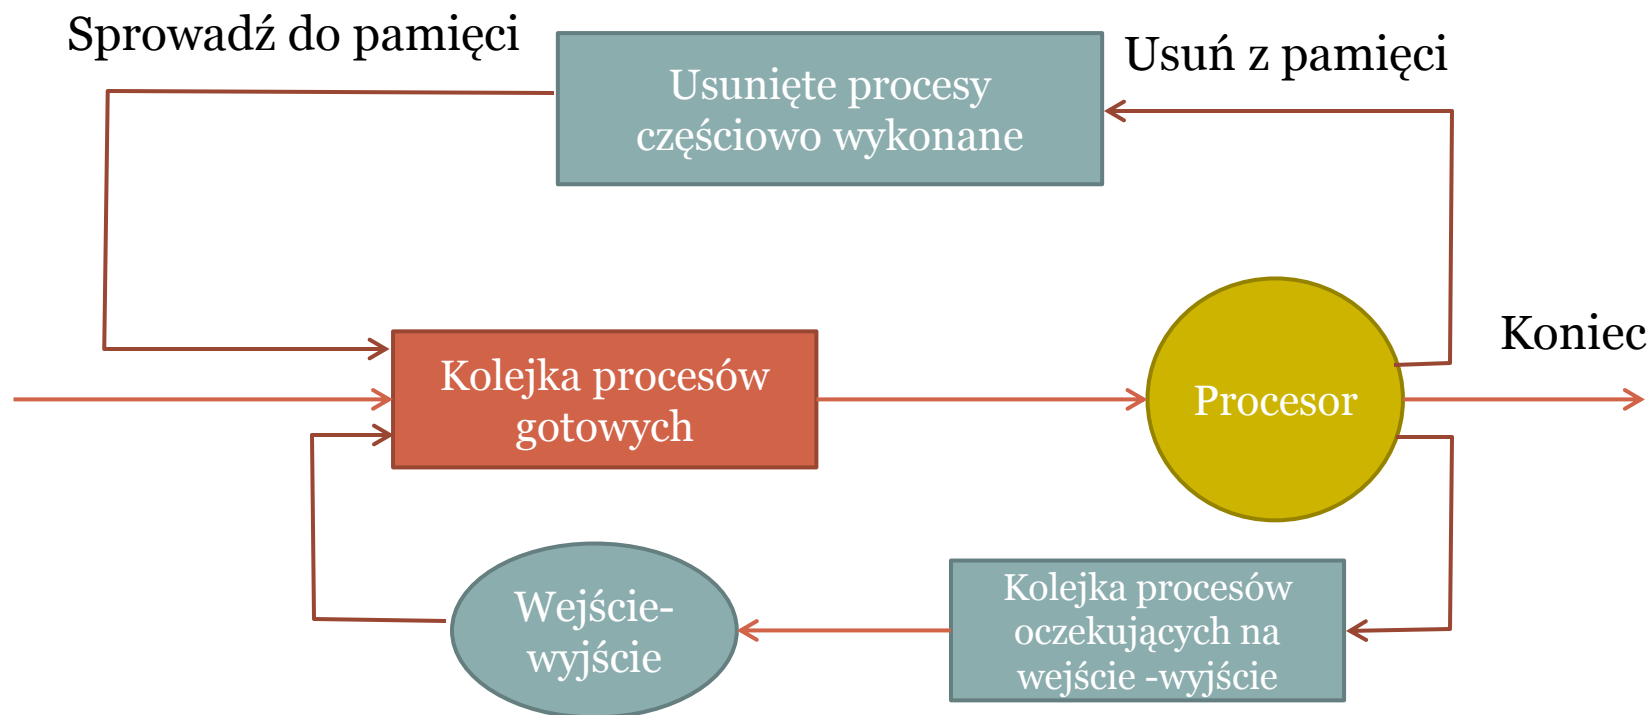 Sprowadź do pamięci
Usunięte procesy
częściowo wykonane
Usuń z pamięci
Koniec
Kolejka procesów
gotowych
Procesor
Wejście-
wyjście
Kolejka procesów
oczekujących na
wejście -wyjście